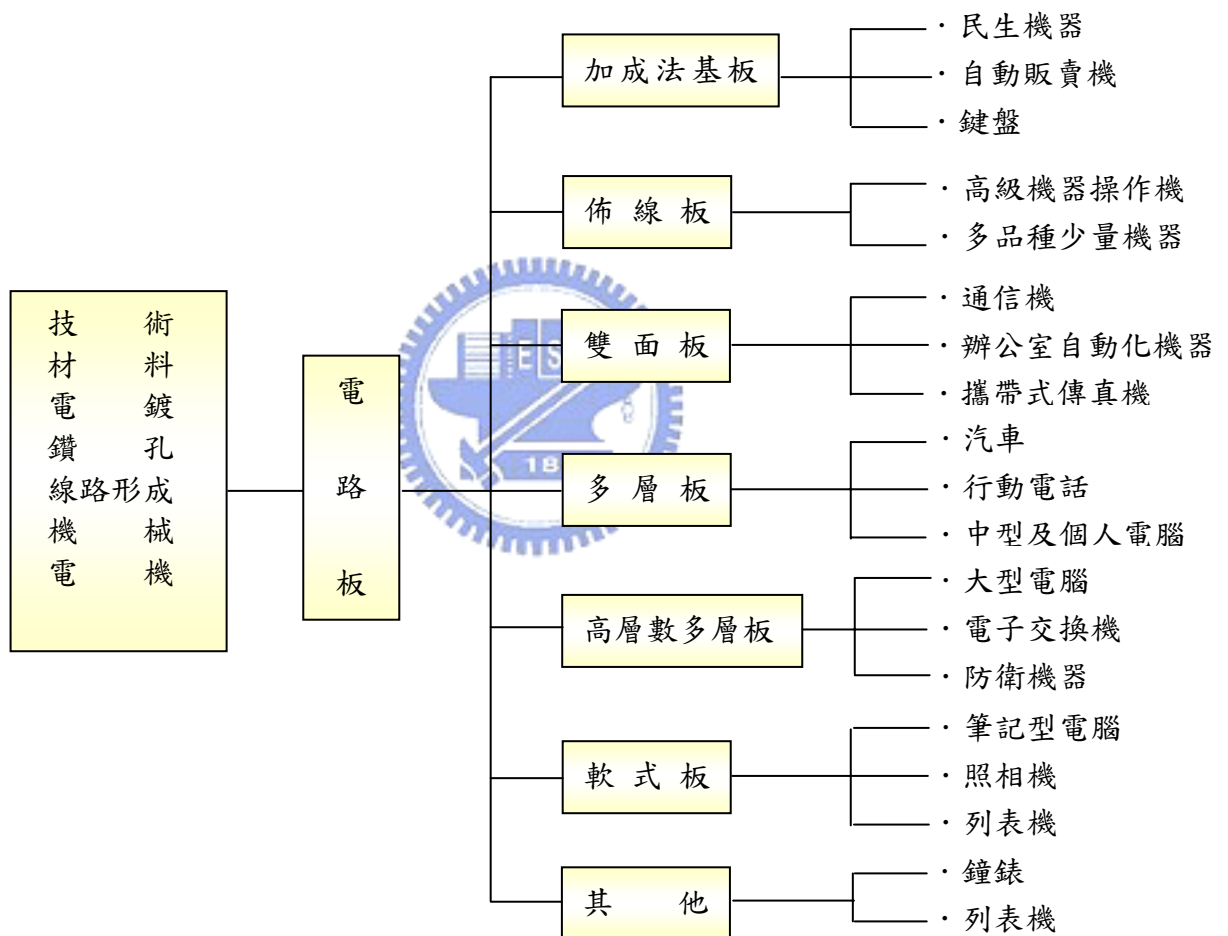 技術
材料
電鍍
鑽孔
線路形成
機械
電機
電路板
加成法基板
·民生機器
·自動販賣機
·鍵盤
佈線板
·高級機器操作機
·多品種少量機器
雙面板
·通信機
·辦公室自動化機器
·攜帶式傳真機
多層板
·汽車
·行動電話
·中型及個人電腦
高層數多層板
·大型電腦
·電子交換機
·防衛機器
軟式板
·筆記型電腦
·照相機
·列表機
其他
·鐘錶
·列表機
ES
18